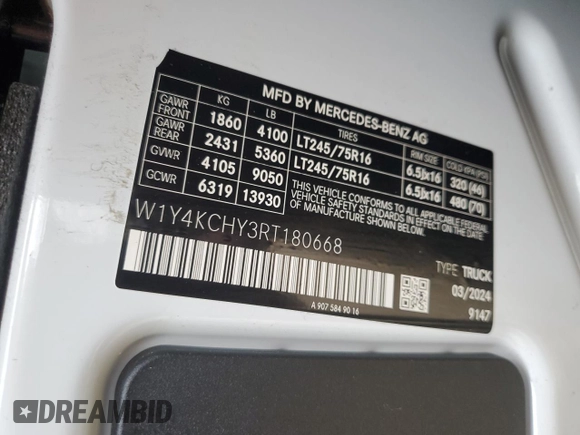 MFD BY MERCEDES-BENZ AG
KG LB TIRES RIM SIZE COLD KPA (PSI)
GAWR FRONT 1860 4100 LT245/75R16 6.5jx16 320 (46)
GAWR REAR 2431 5360 LT245/75R16 6.5jx16 480 (70)
GVWR 4105 9050
GCWR 6319 13930
THIS VEHICLE CONFORMS TO ALL APPLICABLE FEDERAL
VEHICLE SAFETY STANDARDS IN EFFECT ON THE DATE OF
MANUFACTURE SHOWN ABOVE.
W1Y4KCHY3RT180668
TYPE TRUCK
03/2024
9147
A 907 584 90 16
DREAMBID